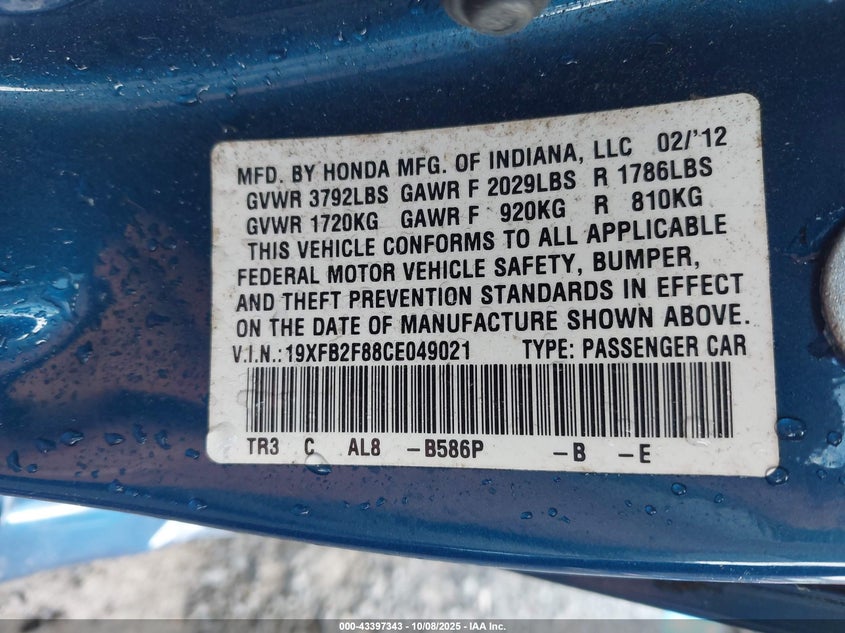 MFD. BY HONDA MFG. OF INDIANA, LLC 02/'12
GVWR 3792LBS GAWR F 2029LBS R 1786LBS
GVWR 1720KG GAWR F 920KG R 810KG
THIS VEHICLE CONFORMS TO ALL APPLICABLE
FEDERAL MOTOR VEHICLE SAFETY, BUMPER,
AND THEFT PREVENTION STANDARDS IN EFFECT
ON THE DATE OF MANUFACTURE SHOWN ABOVE.
V.I.N.:19XFB2F88CE049021 TYPE: PASSENGER CAR
TR3 C AL8 -B586P -B -E
000-43397343 | 10/08/2025 - IAA Inc.